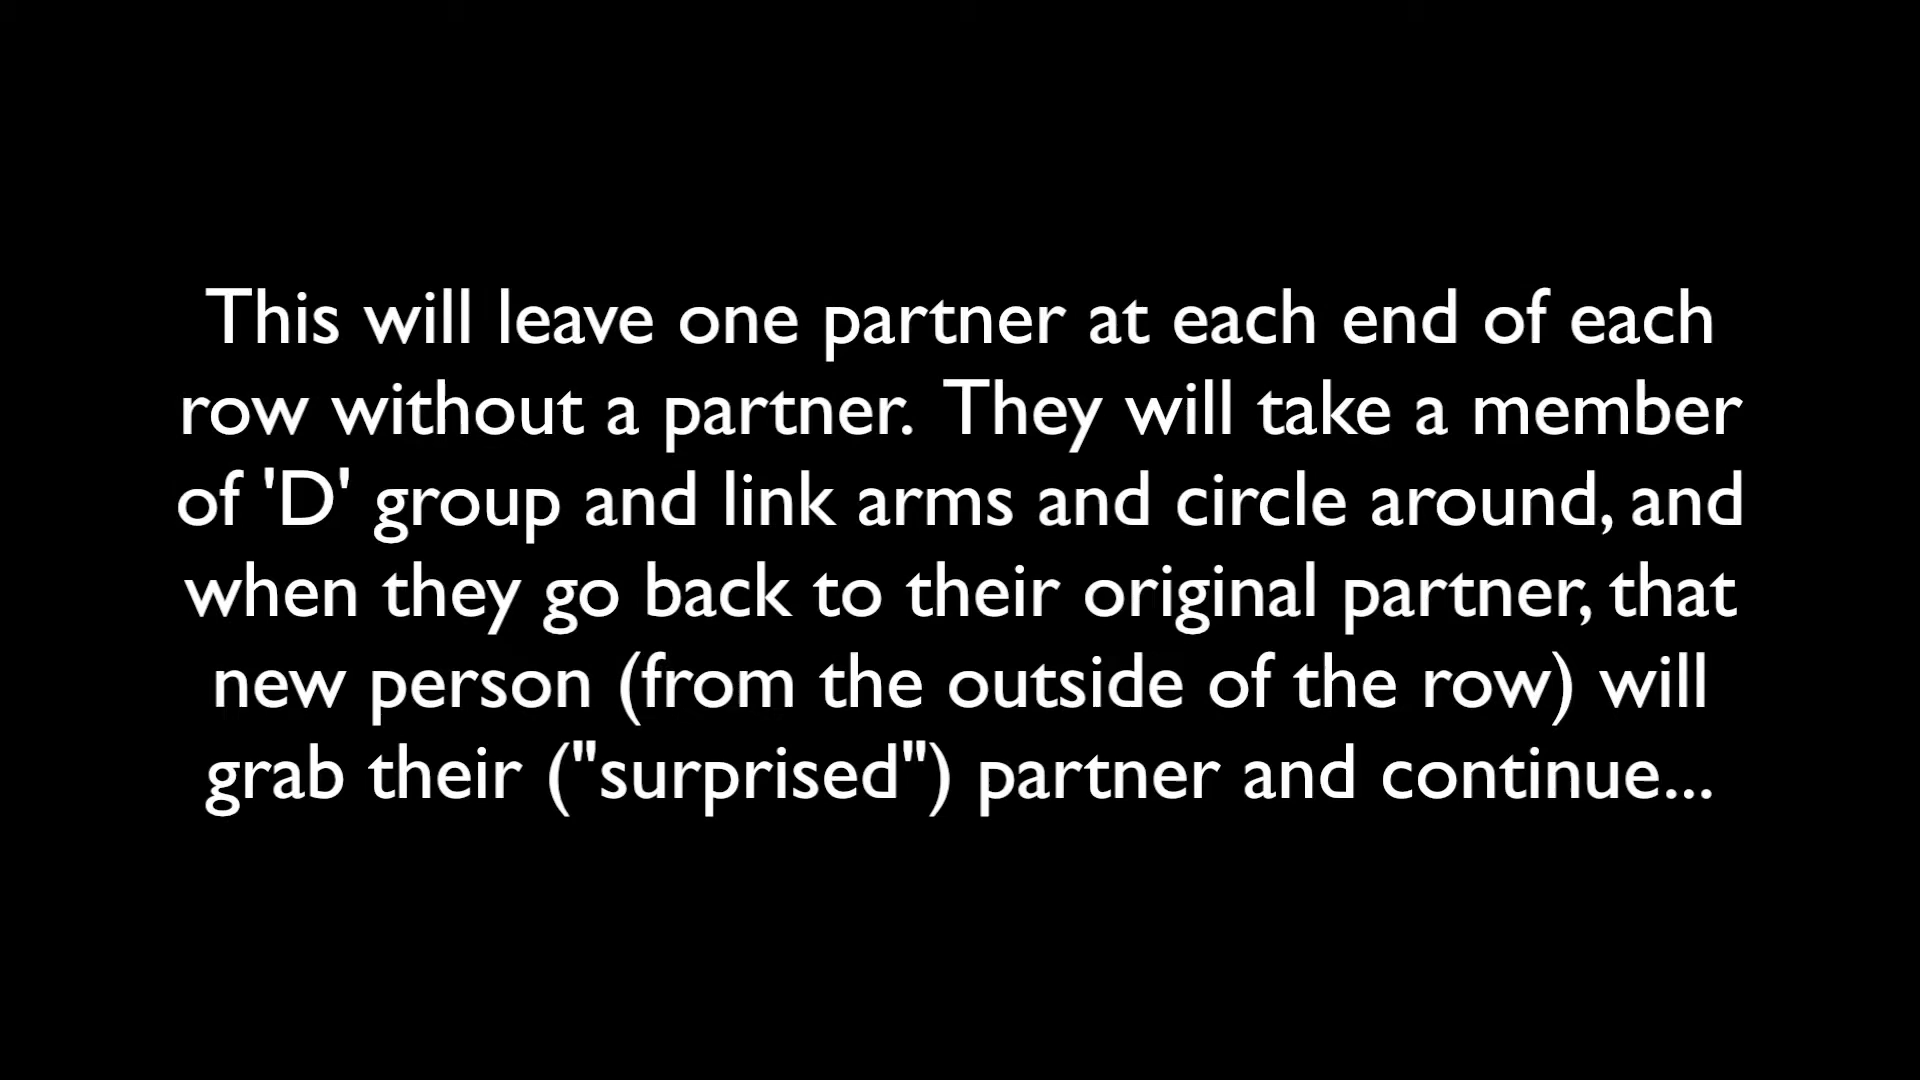 This will leave one partner at each end of each
row without a partner.  They will take a member
of 'D' group and link arms and circle around, and
when they go back to their original partner, that
new person (from the outside of the row) will
grab their ("surprised") partner and continue...